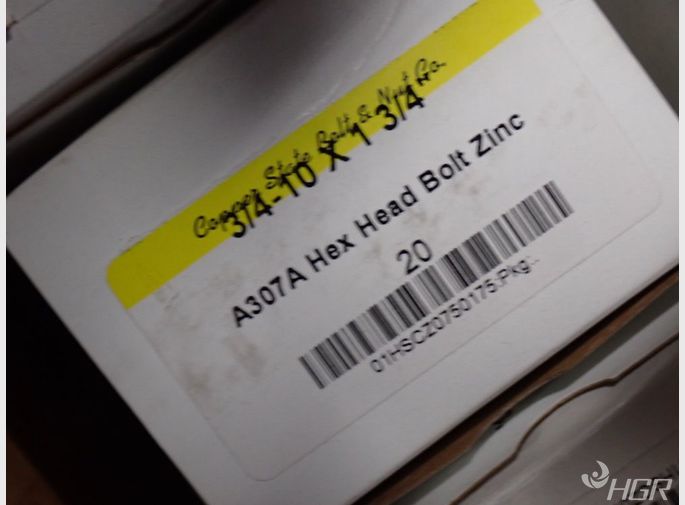 Copper State Bolt & Nut Co.
3/4-10 X 1 3/4
A307A Hex Head Bolt Zinc
20
01HSCZ0750175:Pkg:.
HGR